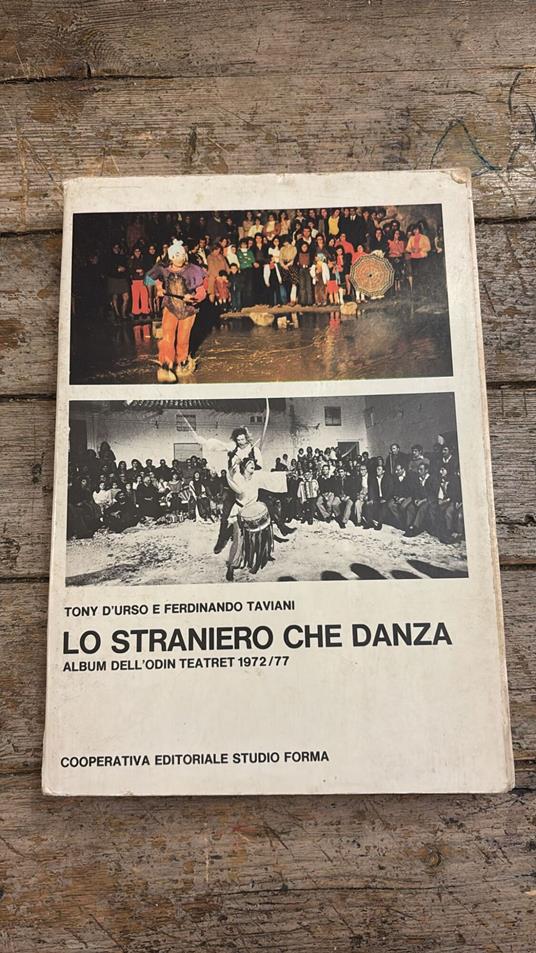 TONY D'URSO E FERDINANDO TAVIANI
LO STRANIERO CHE DANZA
ALBUM DELL'ODIN TEATRET 1972/77
COOPERATIVA EDITORIALE STUDIO FORMA